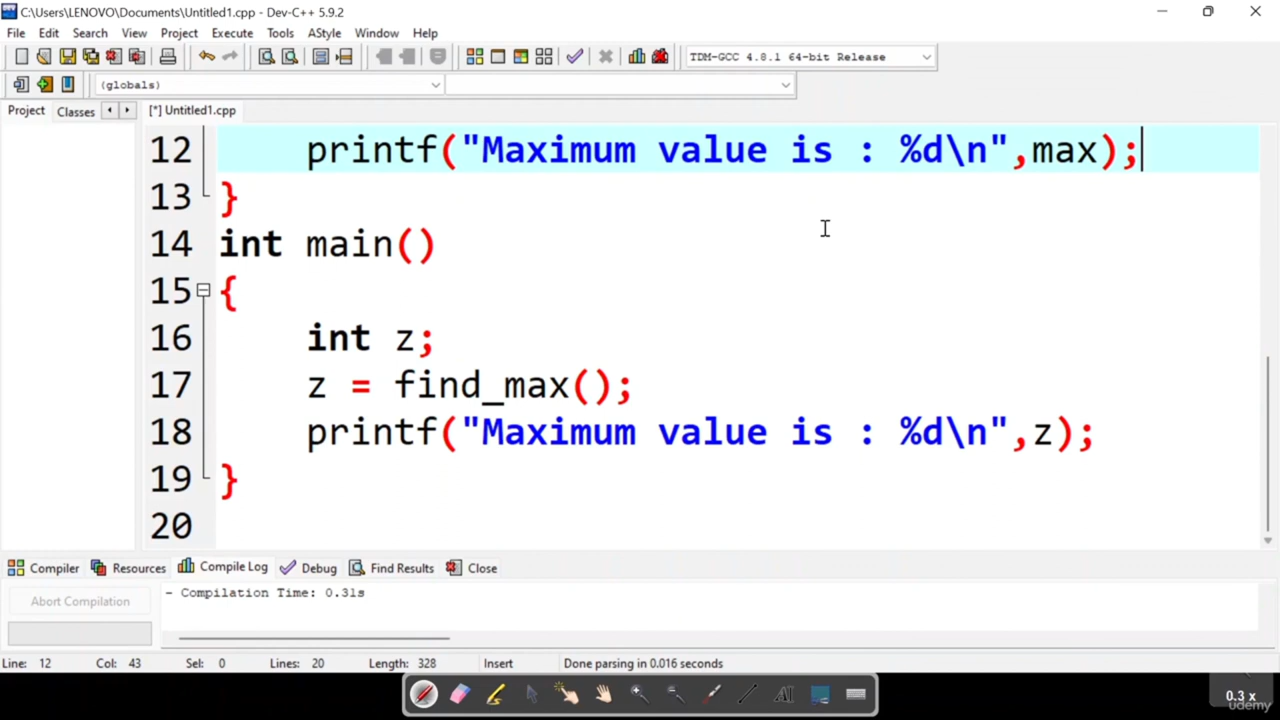 C:\Users\LENOVO\Documents\Untitled1.cpp - Dev-C++ 5.9.2
File Edit Search View Project Execute Tools AStyle Window Help
TDM-GCC 4.8.1 64-bit Release
(globals)
Project Classes [*] Untitled1.cpp
12 printf("Maximum value is : %d\n",max);
13 }
14 int main()
15 {
16 int z;
17 z = find_max();
18 printf("Maximum value is : %d\n",z);
19 }
20
Compiler Resources Compile Log Debug Find Results Close
Abort Compilation
- Compilation Time: 0.31s
Line: 12 Col: 43 Sel: 0 Lines: 20 Length: 328 Insert Done parsing in 0.016 seconds
0.3 x
udemy